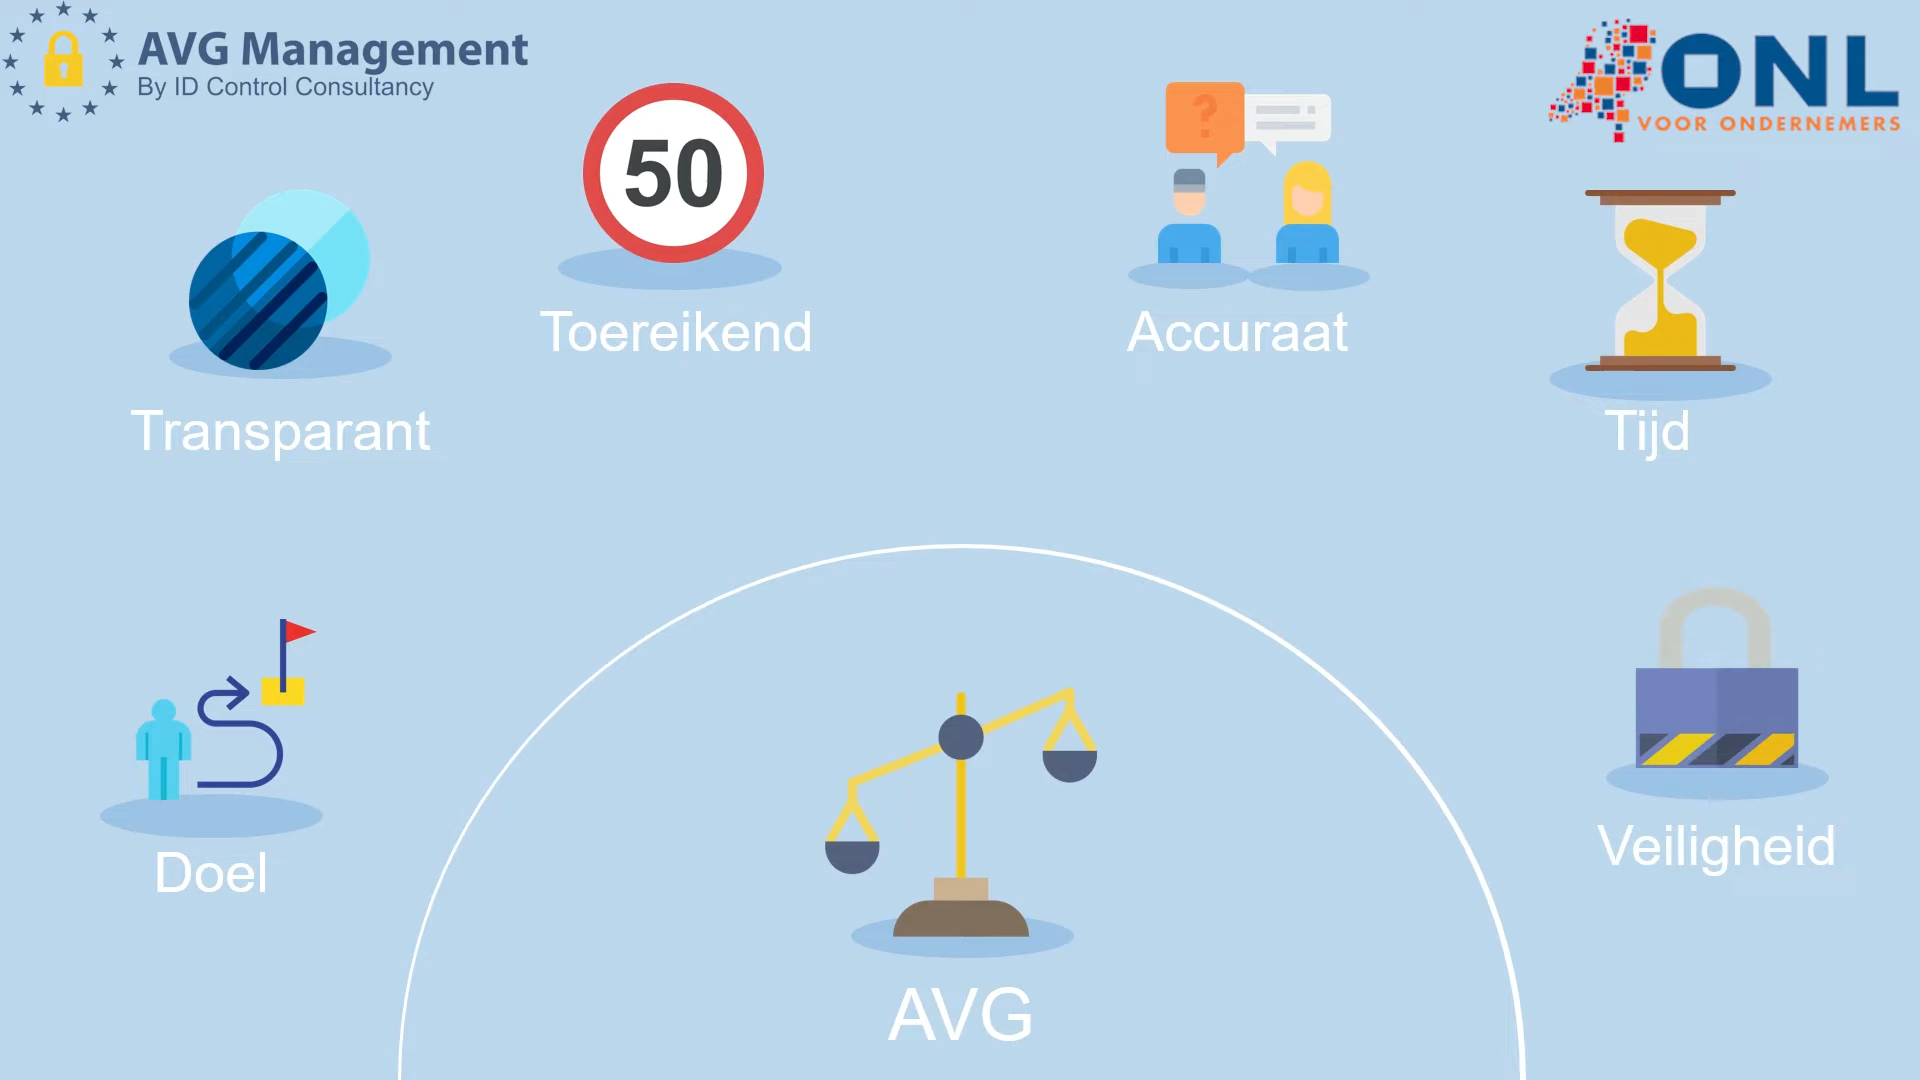 AVG Management
By ID Control Consultancy
ONL
VOOR ONDERNEMERS
50
?
Toereikend
Accuraat
Transparant
Tijd
Doel
Veiligheid
AVG